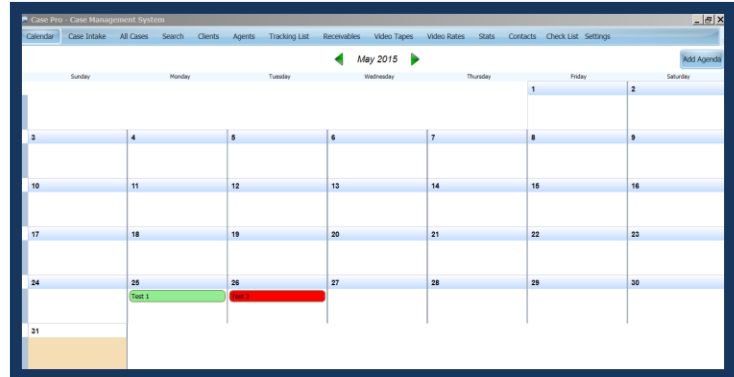 Case Pro - Case Management System
Calendar Case Intake All Cases Search Clients Agents Tracking List Receivables Video Tapes Video Rates Stats Contacts Check List Settings
May 2015
Add Agenda
Sunday Monday Tuesday Wednesday Thursday Friday Saturday
1 2
3 4 5 6 7 8 9
10 11 12 13 14 15 16
17 18 19 20 21 22 23
24 25 26 27 28 29 30
Test 1 Test 2
31